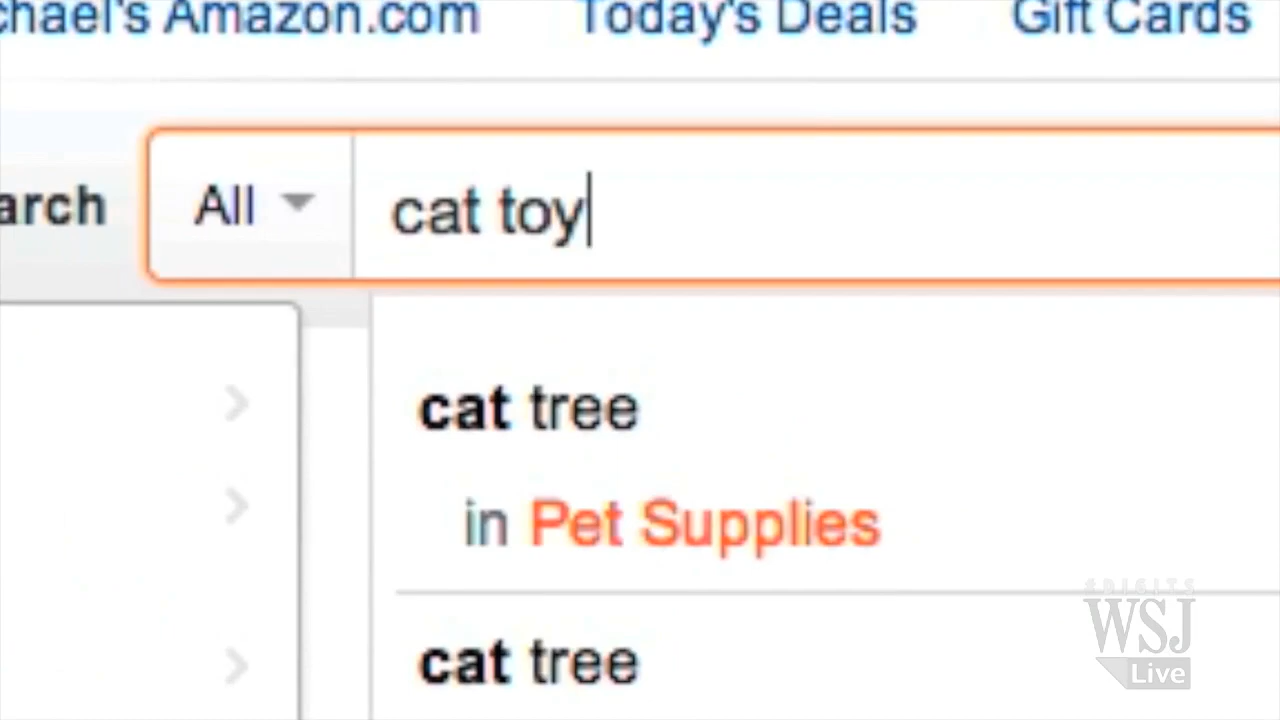 chael's Amazon.com Today's Deals Gift Cards
arch All cat toy
cat tree
in Pet Supplies
cat tree
#DIGITS
WSJ
Live